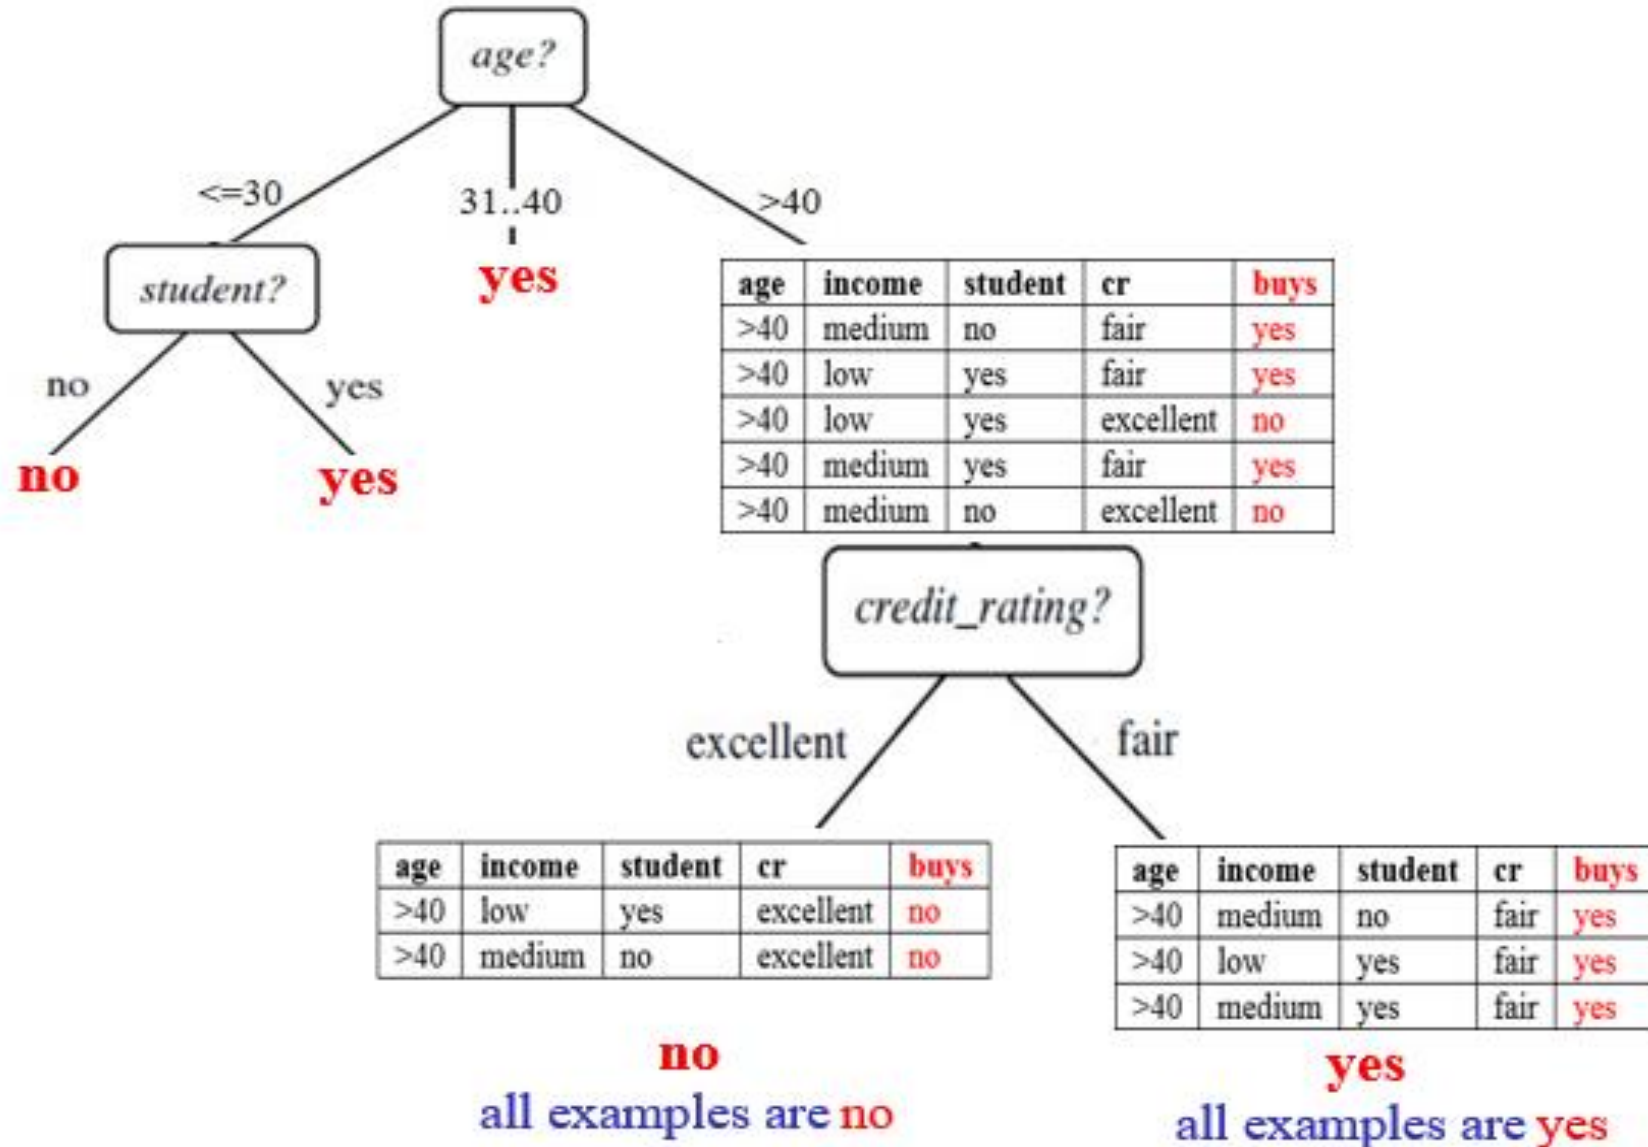 age?
<=30
31..40
>40
student?
yes
no
yes
no
yes
age income student cr buys
>40 medium no fair yes
>40 low yes fair yes
>40 low yes excellent no
>40 medium yes fair yes
>40 medium no excellent no
credit_rating?
excellent
fair
age income student cr buys
>40 low yes excellent no
>40 medium no excellent no
no
all examples are no
age income student cr buys
>40 medium no fair yes
>40 low yes fair yes
>40 medium yes fair yes
yes
all examples are yes